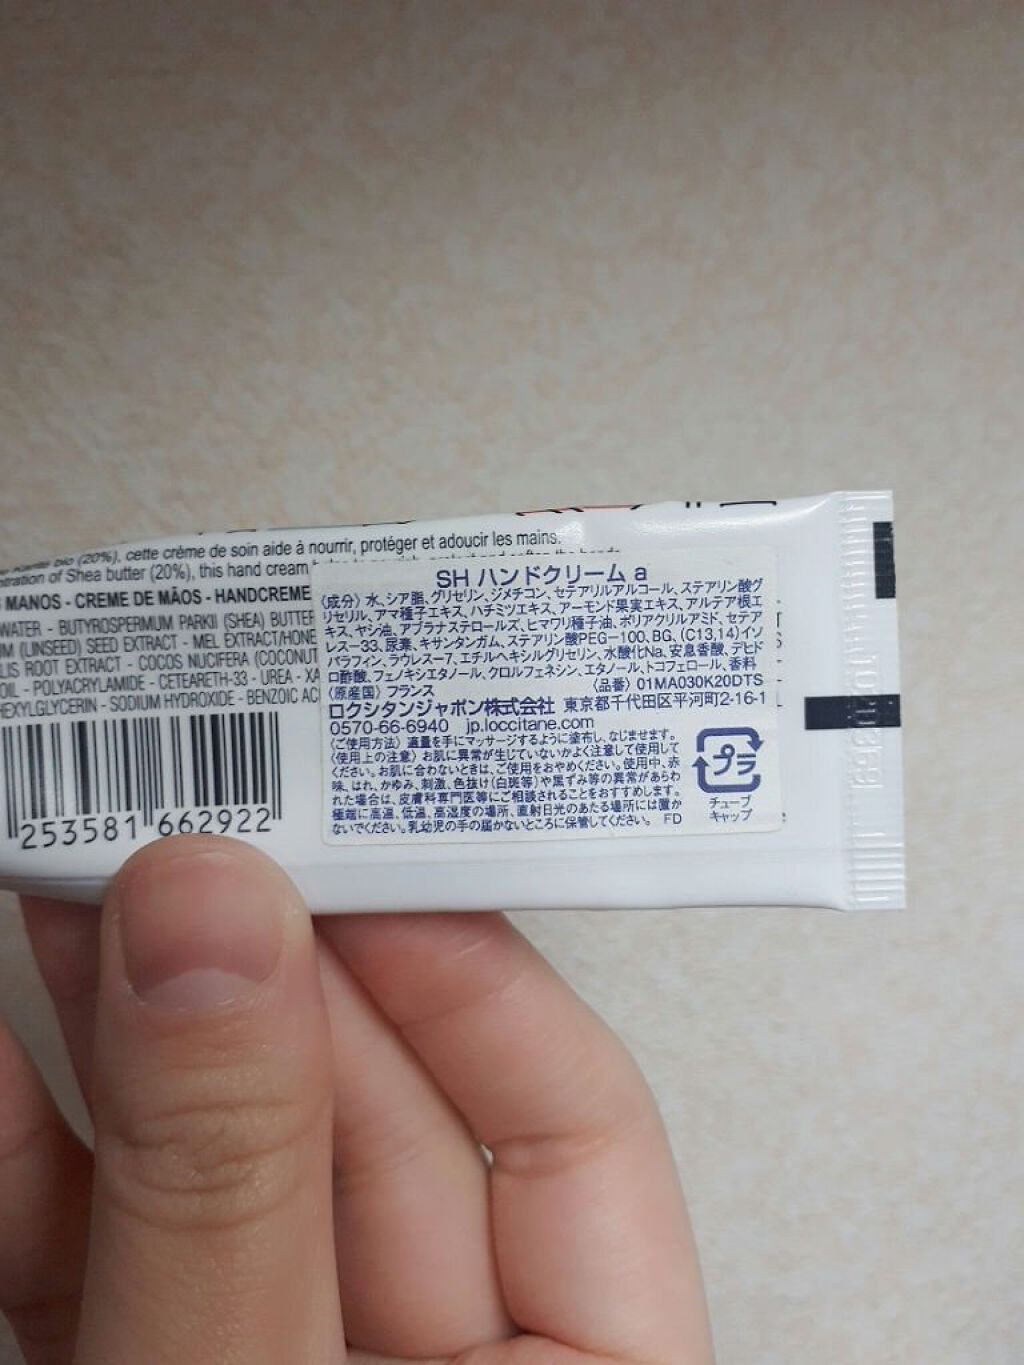 bio (20%), cette crème de soin aide à nourrir, protéger et adoucir les mains.
tration of Shea butter (20%), this hand cream
MANOS - CREME DE MÃOS - HANDCREME
WATER - BUTYROSPERMUM PARKII (SHEA) BUTTER
UM (LINSEED) SEED EXTRACT - MEL EXTRACT/HONE
LIS ROOT EXTRACT - COCOS NUCIFERA (COCONUT
OIL - POLYACRYLAMIDE - CETEARETH-33 - UREA - XA
HEXYLGLYCERIN - SODIUM HYDROXIDE - BENZOIC AC
253581 662922
SH ハンドクリーム a
〈成分〉水、シア脂、グリセリン、ジメチコン、セテアリルアルコール、ステアリン酸グ
リセリル、アマ種子エキス、ハチミツエキス、アーモンド果実エキス、アルテア根エ
キス、ヤシ油、アブラナステロールズ、ヒマワリ種子油、ポリアクリルアミド、セテア
レスー33、尿素、キサンタンガム、ステアリン酸PEG-100、BG、(C13,14)イソ
パラフィン、ラウレス-7、エチルヘキシルグリセリン、水酸化Na、安息香酸、デヒド
ロ酢酸、フェノキシエタノール、クロルフェネシン、エタノール、トコフェロール、香料
〈原産国〉フランス 〈品番〉01MA030K20DTS
ロクシタンジャポン株式会社 東京都千代田区平河町2-16-1
0570-66-6940 jp.loccitane.com
〈ご使用方法〉適量を手にマッサージするように塗布し、なじませます。
〈使用上の注意〉お肌に異常が生じていないかよく注意して使用して
ください。お肌に合わないときは、ご使用をおやめください。使用中、赤
味、はれ、かゆみ、刺激、色抜け(白斑等)や黒ずみ等の異常があらわ
れた場合は、皮膚科専門医等にご相談されることをおすすめします。
極端に高温、低温、高湿度の場所、直射日光のあたる場所には置か
ないでください。乳幼児の手の届かないところに保管してください。 FD
プラ
チューブ
キャップ